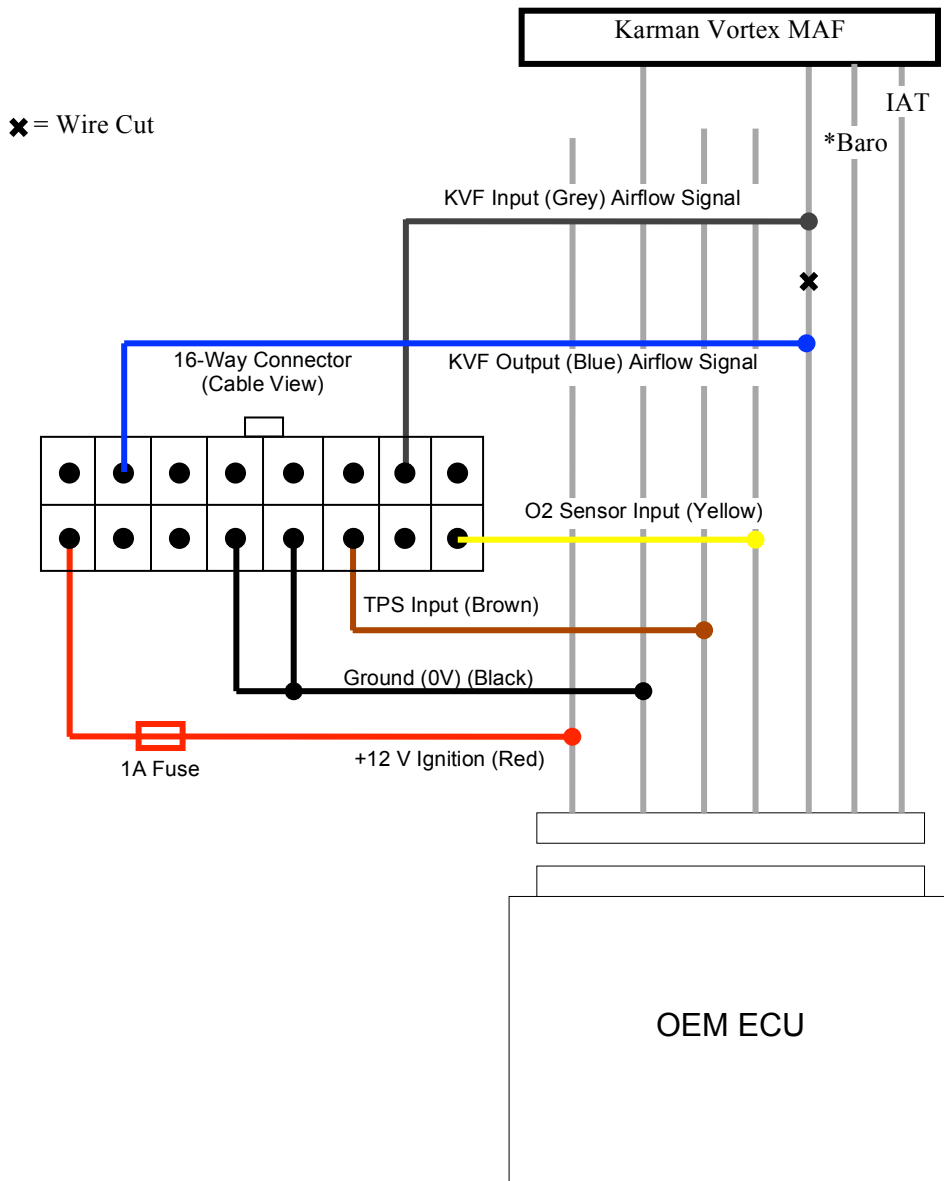 Karman Vortex MAF
IAT
= Wire Cut
*Baro
KVF Input (Grey) Airflow Signal
16-Way Connector
(Cable View)
KVF Output (Blue) Airflow Signal
O2 Sensor Input (Yellow)
TPS Input (Brown)
Ground (0V) (Black)
+12 V Ignition (Red)
1A Fuse
OEM ECU